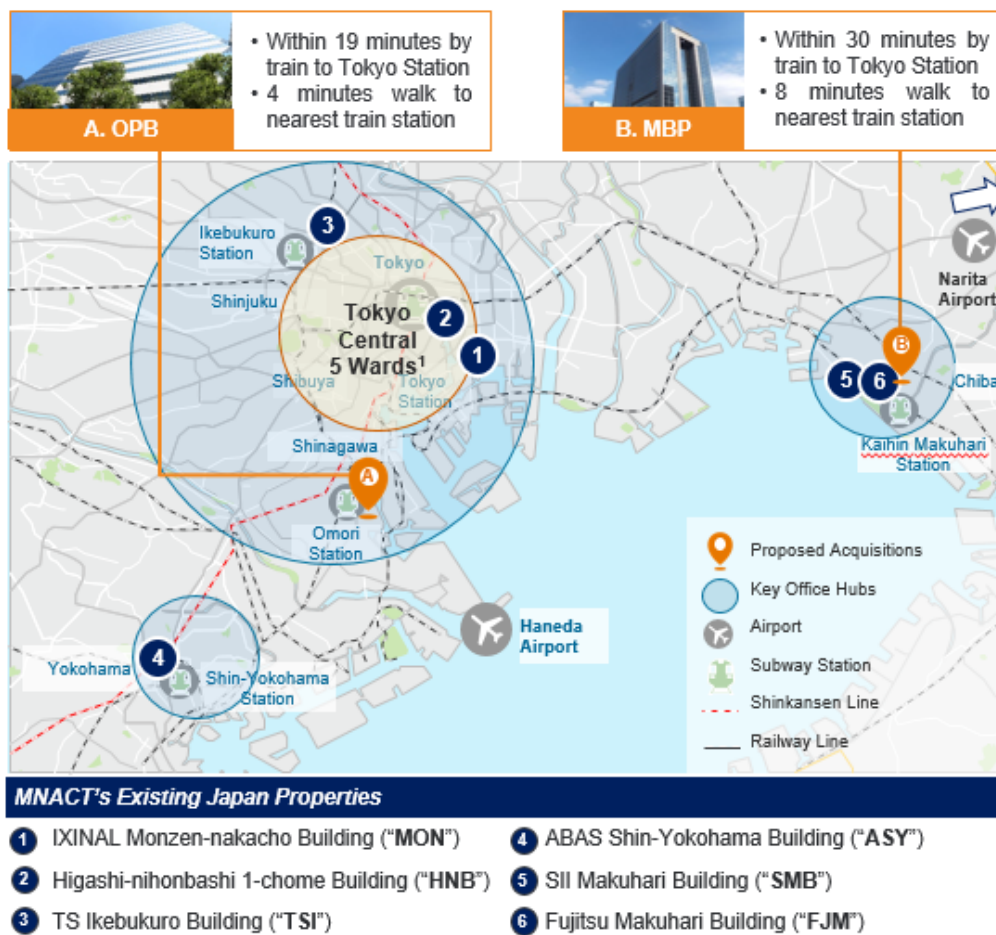 • Within 19 minutes by
train to Tokyo Station
• 4 minutes walk to
nearest train station
A. OPB
• Within 30 minutes by
train to Tokyo Station
• 8 minutes walk to
nearest train station
B. MBP
3
Ikebukuro
Station
Tokyo
Narita
Airport
Shinjuku
Tokyo
Central
5 Wards¹
2
1
B
5
6
Shibuya
Tokyo
Station
Chiba
Shinagawa
Kaihin Makuhari
Station
A
Omori
Station
Proposed Acquisitions
Key Office Hubs
Airport
Haneda
Airport
Subway Station
4
Yokohama
Shin-Yokohama
Station
Shinkansen Line
Railway Line
MNACT's Existing Japan Properties
1 IXINAL Monzen-nakacho Building (“MON”)
2 Higashi-nihonbashi 1-chome Building (“HNB”)
3 TS Ikebukuro Building (“TSI”)
4 ABAS Shin-Yokohama Building (“ASY”)
5 SII Makuhari Building (“SMB”)
6 Fujitsu Makuhari Building (“FJM”)